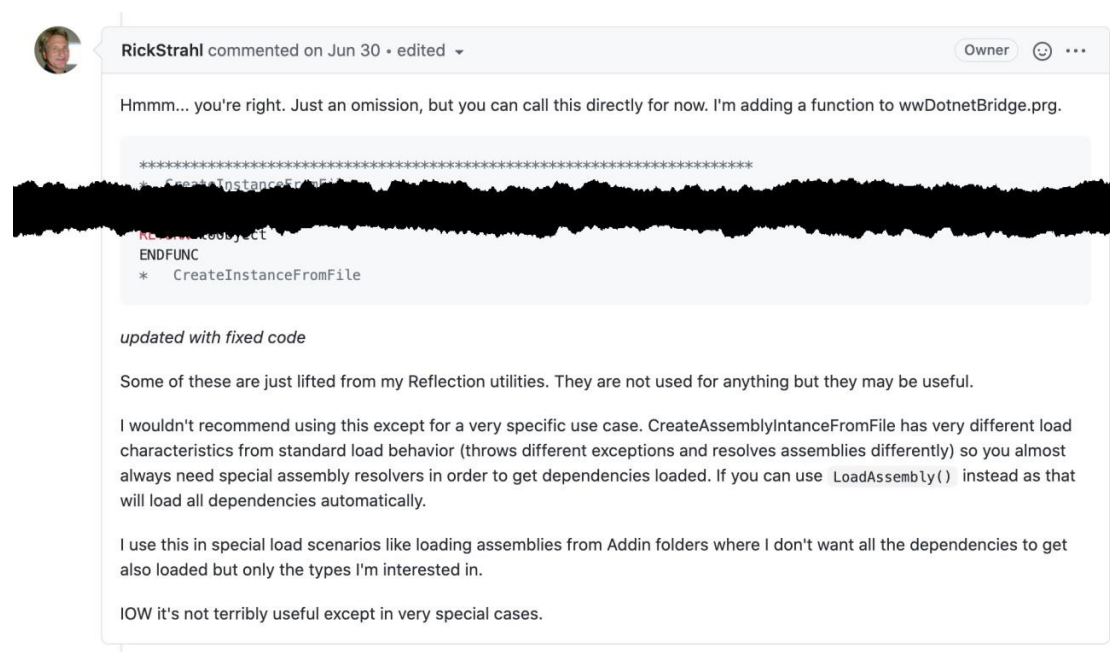 RickStrahl commented on Jun 30 • edited
Owner
Hmmm... you're right. Just an omission, but you can call this directly for now. I'm adding a function to wwDotnetBridge.prg.
*************************************************************************
* CreateInstanceFromFile
ENDFUNC
* CreateInstanceFromFile
updated with fixed code
Some of these are just lifted from my Reflection utilities. They are not used for anything but they may be useful.
I wouldn't recommend using this except for a very specific use case. CreateAssemblyIntanceFromFile has very different load
characteristics from standard load behavior (throws different exceptions and resolves assemblies differently) so you almost
always need special assembly resolvers in order to get dependencies loaded. If you can use LoadAssembly() instead as that
will load all dependencies automatically.
I use this in special load scenarios like loading assemblies from Addin folders where I don't want all the dependencies to get
also loaded but only the types I'm interested in.
IOW it's not terribly useful except in very special cases.